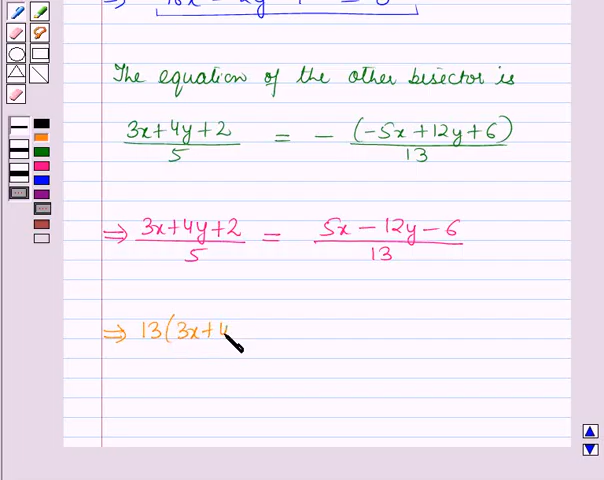 The equation of the other bisector is
3x+4y+2/5 = - (-5x+12y+6)/13
⇒ 3x+4y+2/5 = 5x-12y-6/13
⇒ 13(3x+4